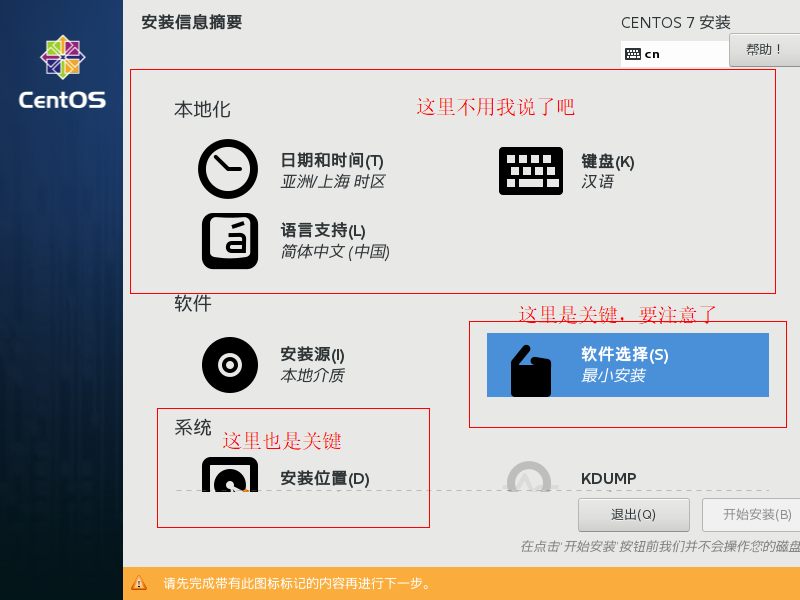 安装信息摘要
CENTOS 7 安装
cn
帮助！
CentOS
本地化
这里不用我说了吧
日期和时间(T)
亚洲/上海 时区
键盘(K)
汉语
语言支持(L)
简体中文 (中国)
软件
这里是关键，要注意了
安装源(I)
本地介质
软件选择(S)
最小安装
系统
这里也是关键
安装位置(D)
KDUMP
退出(Q)
开始安装(B)
在点击'开始安装'按钮前我们并不会操作您的磁盘
请先完成带有此图标标记的内容再进行下一步。